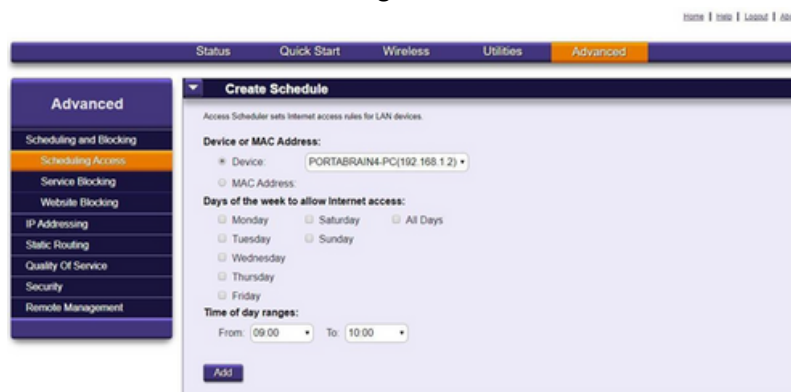 Home | Help | Logout | Abo
Status Quick Start Wireless Utilities Advanced
Advanced
Scheduling and Blocking
Scheduling Access
Service Blocking
Website Blocking
IP Addressing
Static Routing
Quality Of Service
Security
Remote Management
Create Schedule
Access Scheduler sets Internet access rules for LAN devices.
Device or MAC Address:
Device: PORTABRAIN4-PC(192.168.1.2)
MAC Address:
Days of the week to allow Internet access:
Monday Saturday All Days
Tuesday Sunday
Wednesday
Thursday
Friday
Time of day ranges:
From: 09:00 To: 10:00
Add